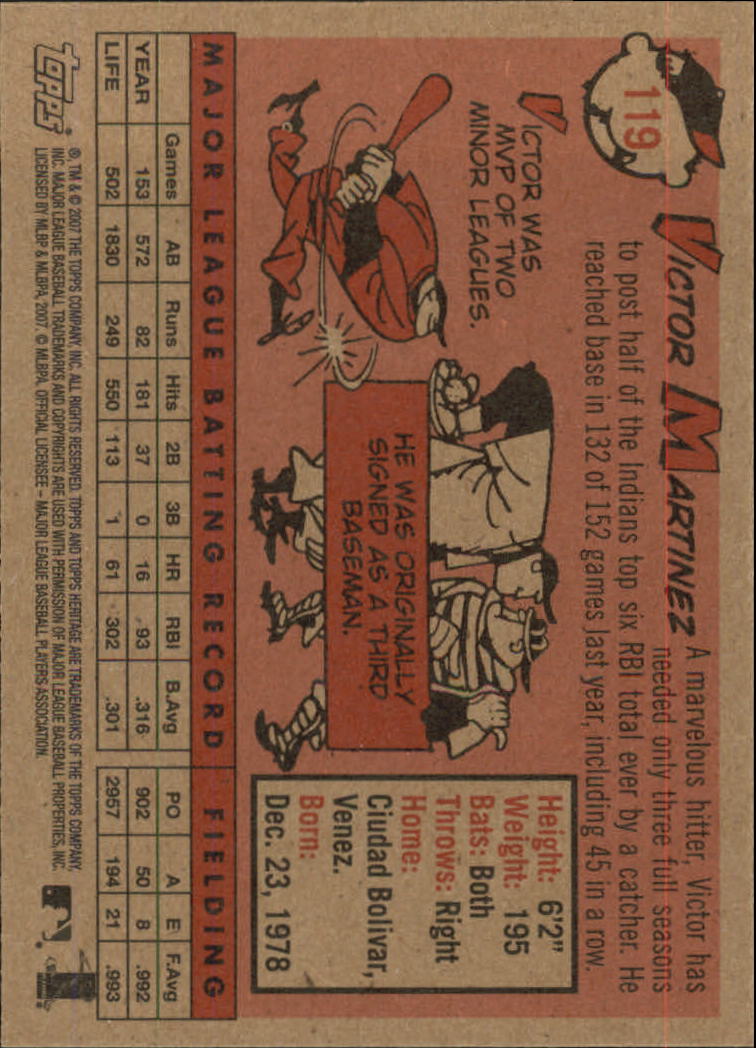 119
VICTOR MARTINEZ
A marvelous hitter, Victor has
needed only three full seasons
to post half of the Indians top six RBI total ever by a catcher. He
reached base in 132 of 152 games last year, including 45 in a row.
VICTOR WAS
MVP OF TWO
MINOR LEAGUES.
HE WAS ORIGINALLY
SIGNED AS A THIRD
BASEMAN.
Height: 6'2"
Weight: 195
Bats: Both
Throws: Right
Home:
Ciudad Bolivar,
Venez.
Born:
Dec. 23, 1978
MAJOR LEAGUE BATTING RECORD FIELDING
Games AB Runs Hits 2B 3B HR RBI B.Avg PO A E F.Avg
YEAR 153 572 82 181 37 0 16 93 .316 902 50 8 .992
LIFE 502 1830 249 550 113 1 61 302 .301 2957 194 21 .993
®, TM & © 2007 THE TOPPS COMPANY, INC. ALL RIGHTS RESERVED. TOPPS AND TOPPS HERITAGE ARE TRADEMARKS OF THE TOPPS COMPANY,
INC. MAJOR LEAGUE BASEBALL TRADEMARKS AND COPYRIGHTS ARE USED WITH PERMISSION OF MAJOR LEAGUE BASEBALL PROPERTIES, INC.
LICENSED BY MLBP & MLBPA, 2007. © MLBPA. OFFICIAL LICENSEE – MAJOR LEAGUE BASEBALL PLAYERS ASSOCIATION.
TOPPS®